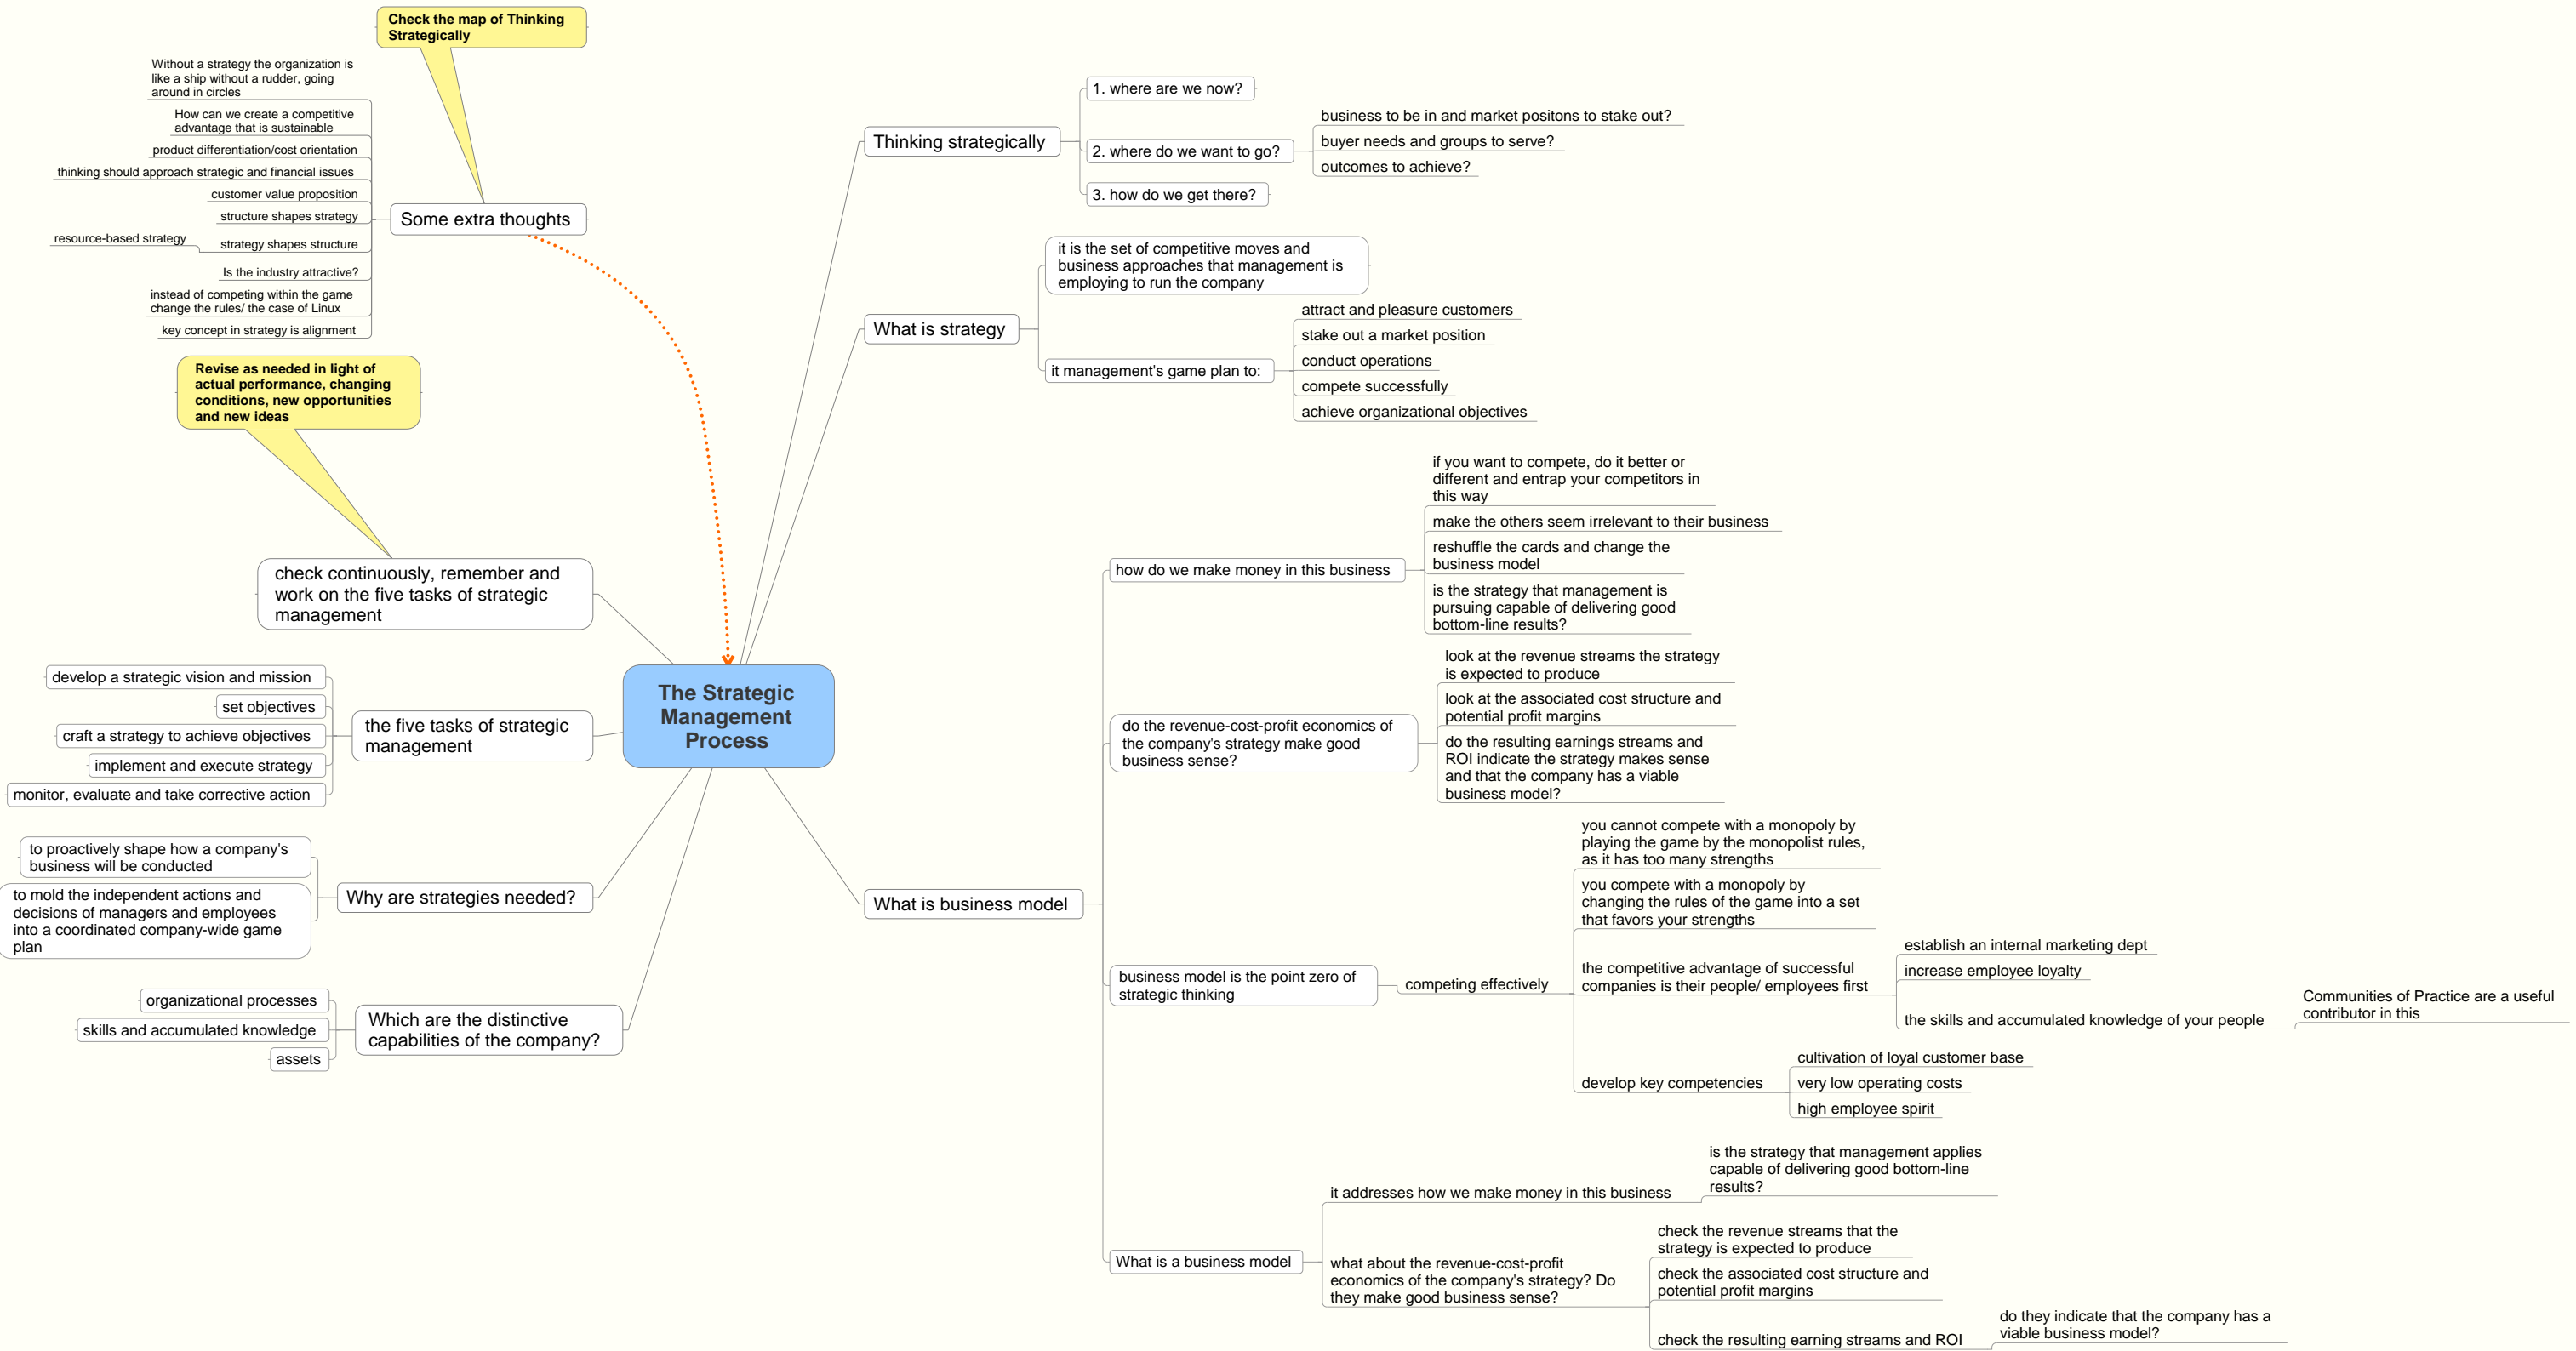 Check the map of Thinking
Strategically
Without a strategy the organization is
like a ship without a rudder, going
around in circles
How can we create a competitive
advantage that is sustainable
product differentiation/cost orientation
thinking should approach strategic and financial issues
customer value proposition
structure shapes strategy
resource-based strategy
strategy shapes structure
Is the industry attractive?
instead of competing within the game
change the rules/ the case of Linux
key concept in strategy is alignment
Some extra thoughts
Revise as needed in light of
actual performance, changing
conditions, new opportunities
and new ideas
check continuously, remember and
work on the five tasks of strategic
management
develop a strategic vision and mission
set objectives
craft a strategy to achieve objectives
implement and execute strategy
monitor, evaluate and take corrective action
the five tasks of strategic
management
to proactively shape how a company's
business will be conducted
to mold the independent actions and
decisions of managers and employees
into a coordinated company-wide game
plan
Why are strategies needed?
organizational processes
skills and accumulated knowledge
assets
Which are the distinctive
capabilities of the company?
The Strategic
Management
Process
Thinking strategically
1. where are we now?
2. where do we want to go?
business to be in and market positons to stake out?
buyer needs and groups to serve?
outcomes to achieve?
3. how do we get there?
What is strategy
it is the set of competitive moves and
business approaches that management is
employing to run the company
it management's game plan to:
attract and pleasure customers
stake out a market position
conduct operations
compete successfully
achieve organizational objectives
What is business model
how do we make money in this business
if you want to compete, do it better or
different and entrap your competitors in
this way
make the others seem irrelevant to their business
reshuffle the cards and change the
business model
is the strategy that management is
pursuing capable of delivering good
bottom-line results?
do the revenue-cost-profit economics of
the company's strategy make good
business sense?
look at the revenue streams the strategy
is expected to produce
look at the associated cost structure and
potential profit margins
do the resulting earnings streams and
ROI indicate the strategy makes sense
and that the company has a viable
business model?
business model is the point zero of
strategic thinking
competing effectively
you cannot compete with a monopoly by
playing the game by the monopolist rules,
as it has too many strengths
you compete with a monopoly by
changing the rules of the game into a set
that favors your strengths
the competitive advantage of successful
companies is their people/ employees first
establish an internal marketing dept
increase employee loyalty
the skills and accumulated knowledge of your people
Communities of Practice are a useful
contributor in this
develop key competencies
cultivation of loyal customer base
very low operating costs
high employee spirit
What is a business model
it addresses how we make money in this business
is the strategy that management applies
capable of delivering good bottom-line
results?
what about the revenue-cost-profit
economics of the company's strategy? Do
they make good business sense?
check the revenue streams that the
strategy is expected to produce
check the associated cost structure and
potential profit margins
check the resulting earning streams and ROI
do they indicate that the company has a
viable business model?